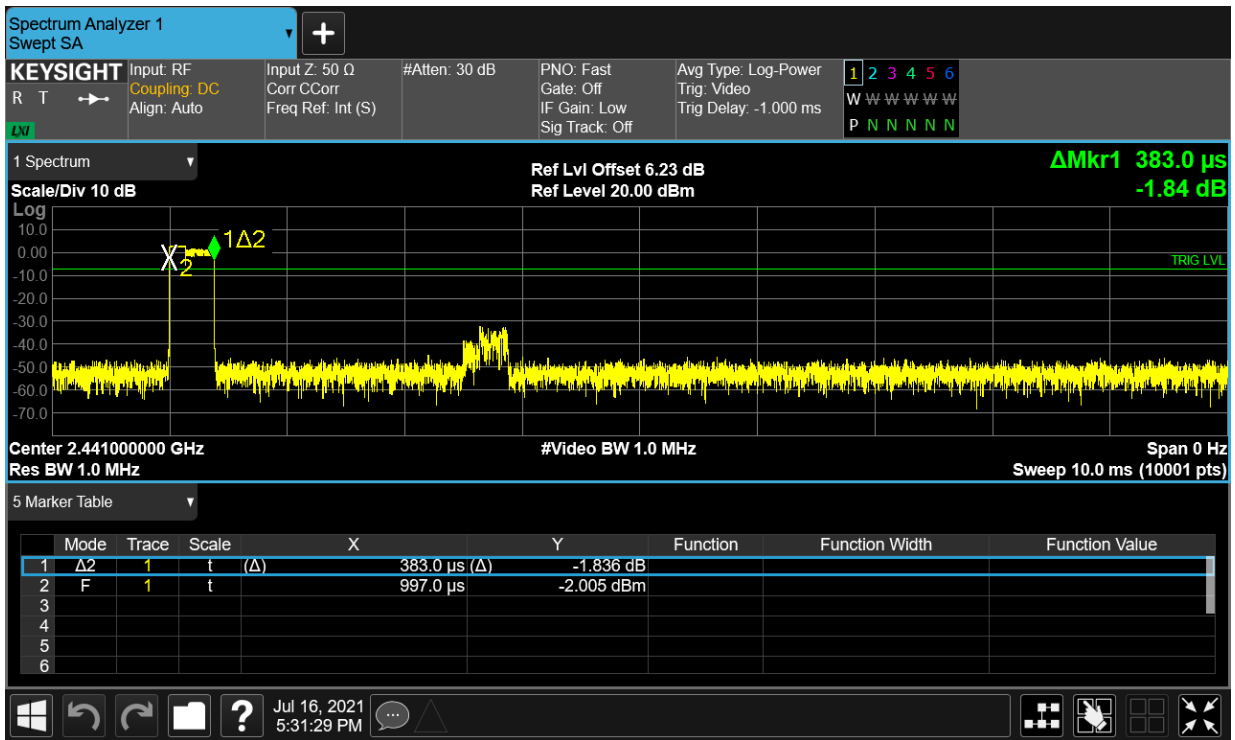 Spectrum Analyzer 1
Swept SA
+
KEYSIGHT Input: RF Input Z: 50 Ω #Atten: 30 dB PNO: Fast Avg Type: Log-Power 1 2 3 4 5 6
R T Coupling: DC Corr CCorr Gate: Off Trig: Video W W W W W W
Align: Auto Freq Ref: Int (S) IF Gain: Low Trig Delay: -1.000 ms P N N N N N
LXI Sig Track: Off
1 Spectrum Ref Lvl Offset 6.23 dB ΔMkr1 383.0 µs
Scale/Div 10 dB Ref Level 20.00 dBm -1.84 dB
Log
10.0
0.00
-10.0
-20.0
-30.0
-40.0
-50.0
-60.0
-70.0
X 2 1Δ2
TRIG LVL
Center 2.441000000 GHz #Video BW 1.0 MHz Span 0 Hz
Res BW 1.0 MHz Sweep 10.0 ms (10001 pts)
5 Marker Table
Mode Trace Scale X Y Function Function Width Function Value
1 Δ2 1 t (Δ) 383.0 µs (Δ) -1.836 dB
2 F 1 t 997.0 µs -2.005 dBm
3
4
5
6
? Jul 16, 2021
5:31:29 PM